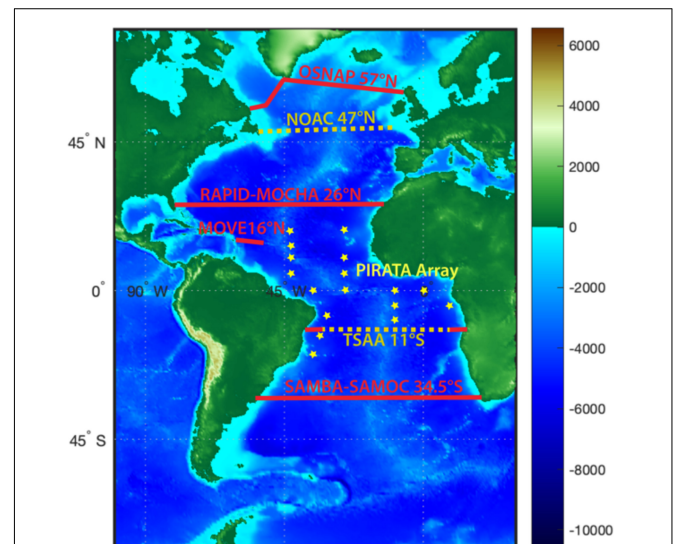 OSNAP 57°N
NOAC 47°N
45° N
RAPID-MOCHA 26°N
MOVE16°N
PIRATA Array
0° 90° W 45° W
TSAA 11°S
SAMBA-SAMOC 34.5°S
45° S
6000
4000
2000
0
-2000
-4000
-6000
-8000
-10000